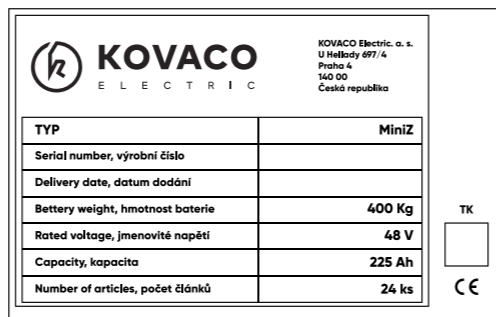 KOVACO
ELECTRIC
KOVACO Electric. a. s.
U Hellady 697/4
Praha 4
140 00
Česká republika
TYP MiniZ
Serial number, výrobní číslo
Delivery date, datum dodání
Bettery weight, hmotnost baterie 400 Kg
Rated voltage, jmenovité napětí 48 V
Capacity, kapacita 225 Ah
Number of articles, počet článků 24 ks
TK
CE